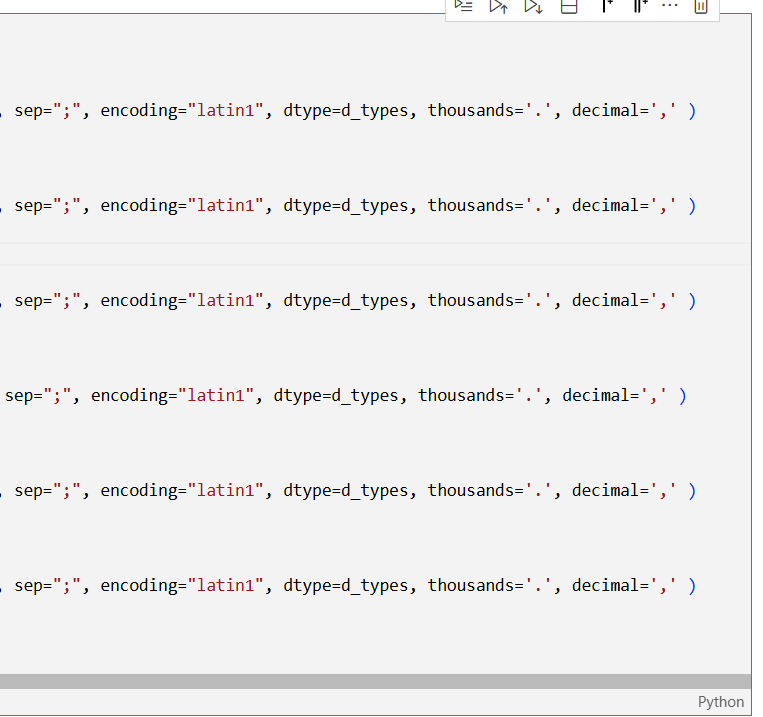 , sep=";", encoding="latin1", dtype=d_types, thousands='.', decimal=',' )
, sep=";", encoding="latin1", dtype=d_types, thousands='.', decimal=',' )
, sep=";", encoding="latin1", dtype=d_types, thousands='.', decimal=',' )
sep=";", encoding="latin1", dtype=d_types, thousands='.', decimal=',' )
, sep=";", encoding="latin1", dtype=d_types, thousands='.', decimal=',' )
, sep=";", encoding="latin1", dtype=d_types, thousands='.', decimal=',' )
Python